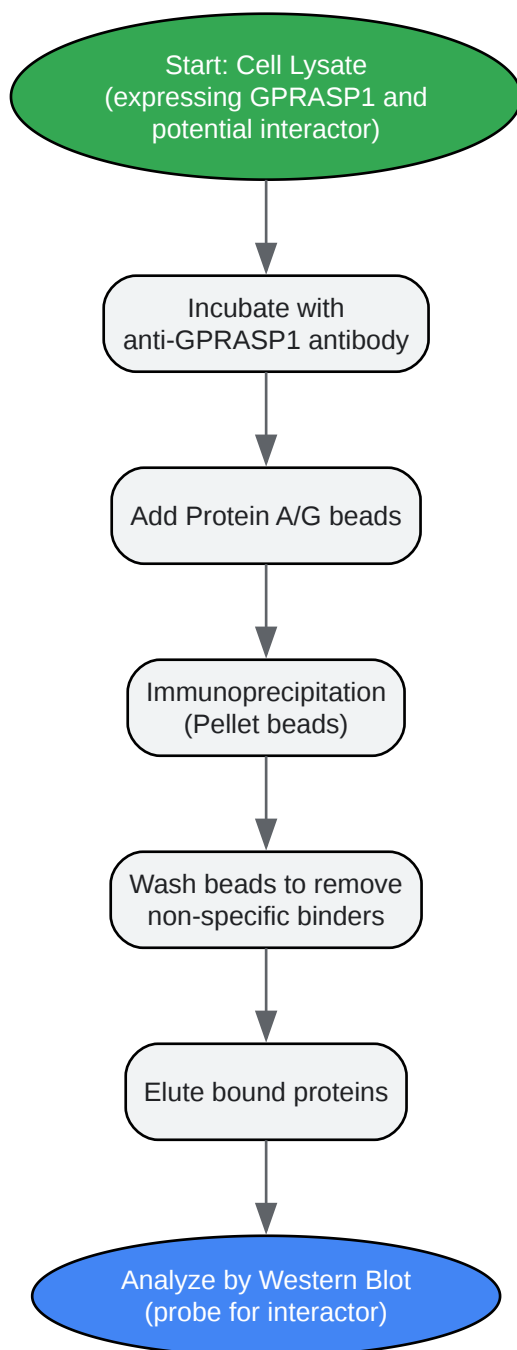 Start: Cell Lysate
(expressing GPRASP1 and
potential interactor)
Incubate with
anti-GPRASP1 antibody
Add Protein A/G beads
Immunoprecipitation
(Pellet beads)
Wash beads to remove
non-specific binders
Elute bound proteins
Analyze by Western Blot
(probe for interactor)